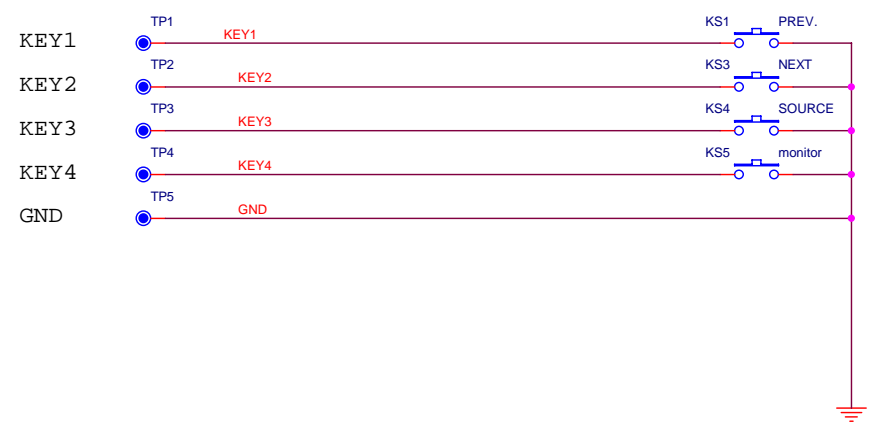 TP1 KS1 PREV.
KEY1 KEY1
TP2 KS3 NEXT
KEY2 KEY2
TP3 KS4 SOURCE
KEY3 KEY3
TP4 KS5 monitor
KEY4 KEY4
TP5
GND GND